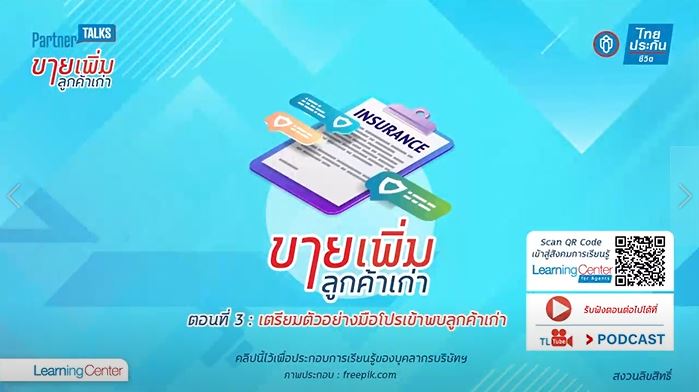 Partner TALKS
ขายเพิ่ม
ลูกค้าเก่า
ไทย
ประกัน
ชีวิต
INSURANCE
ขายเพิ่ม
ลูกค้าเก่า
ตอนที่ 3 : เตรียมตัวอย่างมือโปรเข้าพบลูกค้าเก่า
Scan QR Code
เข้าสู่สังคมการเรียนรู้
Learning Center
for Agents
รับฟังตอนต่อไปได้ที่
TL Tube PODCAST
คลิปนี้ไว้เพื่อประกอบการเรียนรู้ของบุคลากรบริษัทฯ
ภาพประกอบ : freepik.com
Learning Center
สงวนลิขสิทธิ์